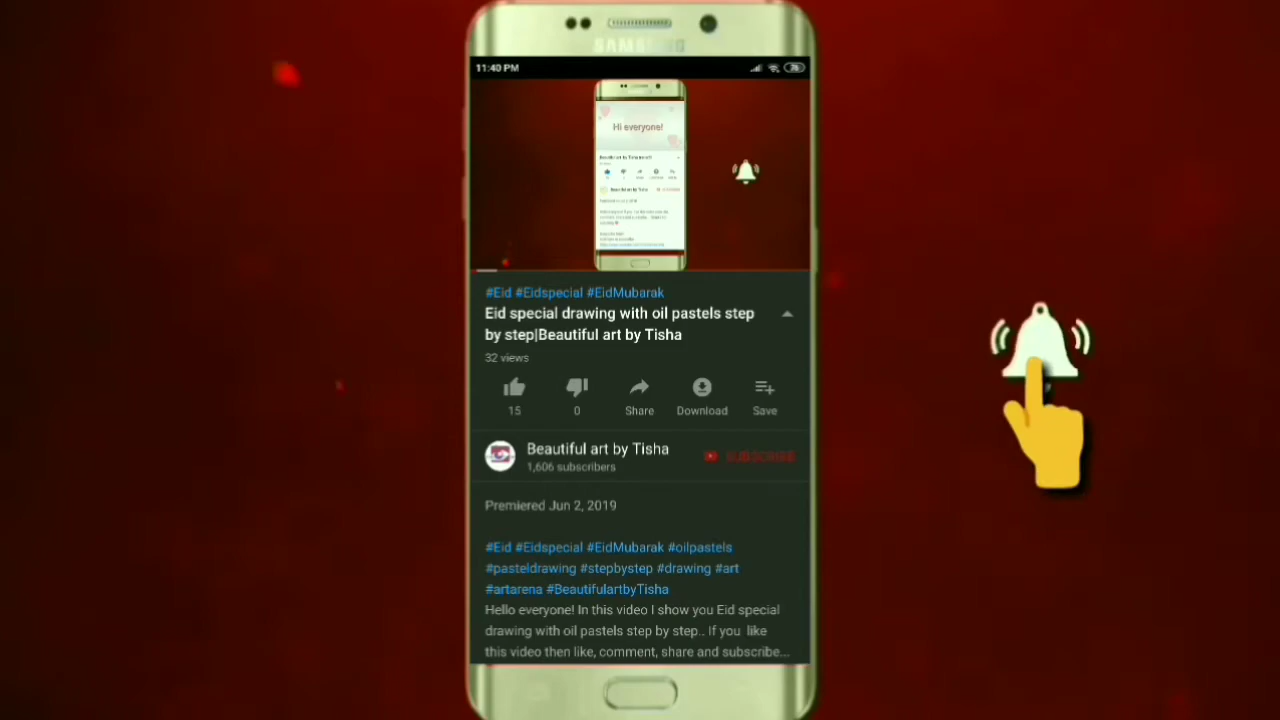 SAMSUNG
11:40 PM
76
Hi everyone!
#Eid #Eidspecial #EidMubarak
Eid special drawing with oil pastels step
by step|Beautiful art by Tisha
32 views
15
0
Share
Download
Save
Beautiful art by Tisha
SUBSCRIBE
1,606 subscribers
Premiered Jun 2, 2019
#Eid #Eidspecial #EidMubarak #oilpastels
#pasteldrawing #stepbystep #drawing #art
#artarena #BeautifulartbyTisha
Hello everyone! In this video I show you Eid special
drawing with oil pastels step by step.. If you like
this video then like, comment, share and subscribe...